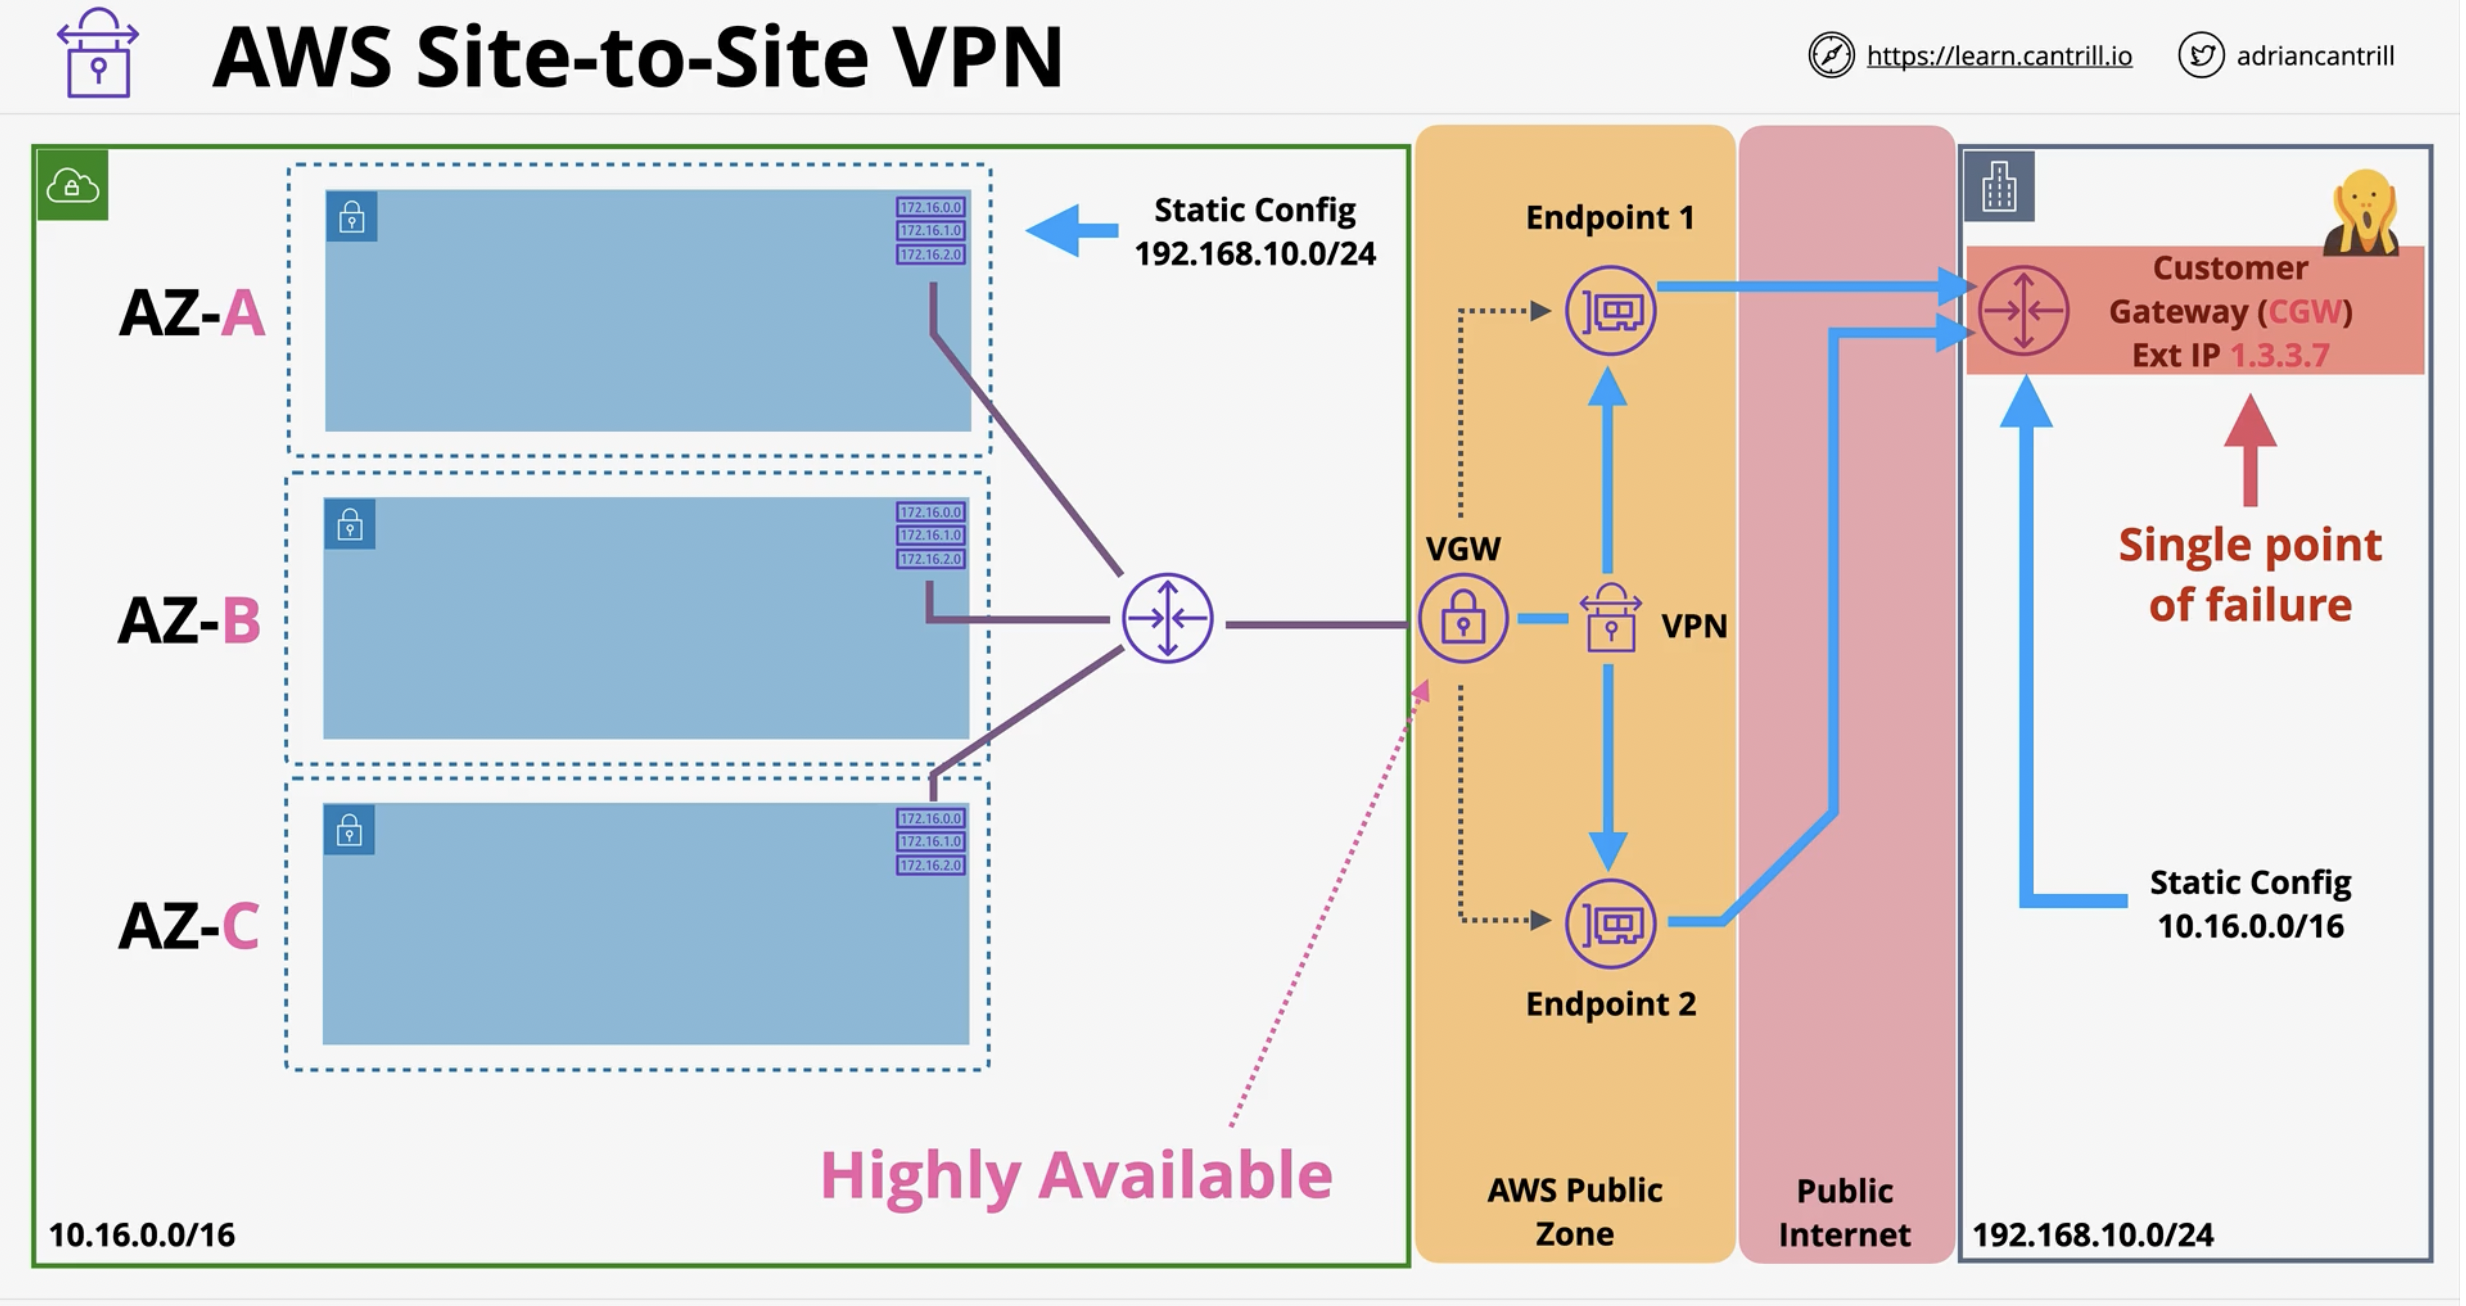 AWS Site-to-Site VPN
https://learn.cantrill.io
adriancantrill
AZ-A
172.16.0.0
172.16.1.0
172.16.2.0
Static Config
192.168.10.0/24
AZ-B
172.16.0.0
172.16.1.0
172.16.2.0
AZ-C
172.16.0.0
172.16.1.0
172.16.2.0
Highly Available
10.16.0.0/16
Endpoint 1
VGW
VPN
Endpoint 2
AWS Public
Zone
Public
Internet
Customer
Gateway (CGW)
Ext IP 1.3.3.7
Single point
of failure
Static Config
10.16.0.0/16
192.168.10.0/24